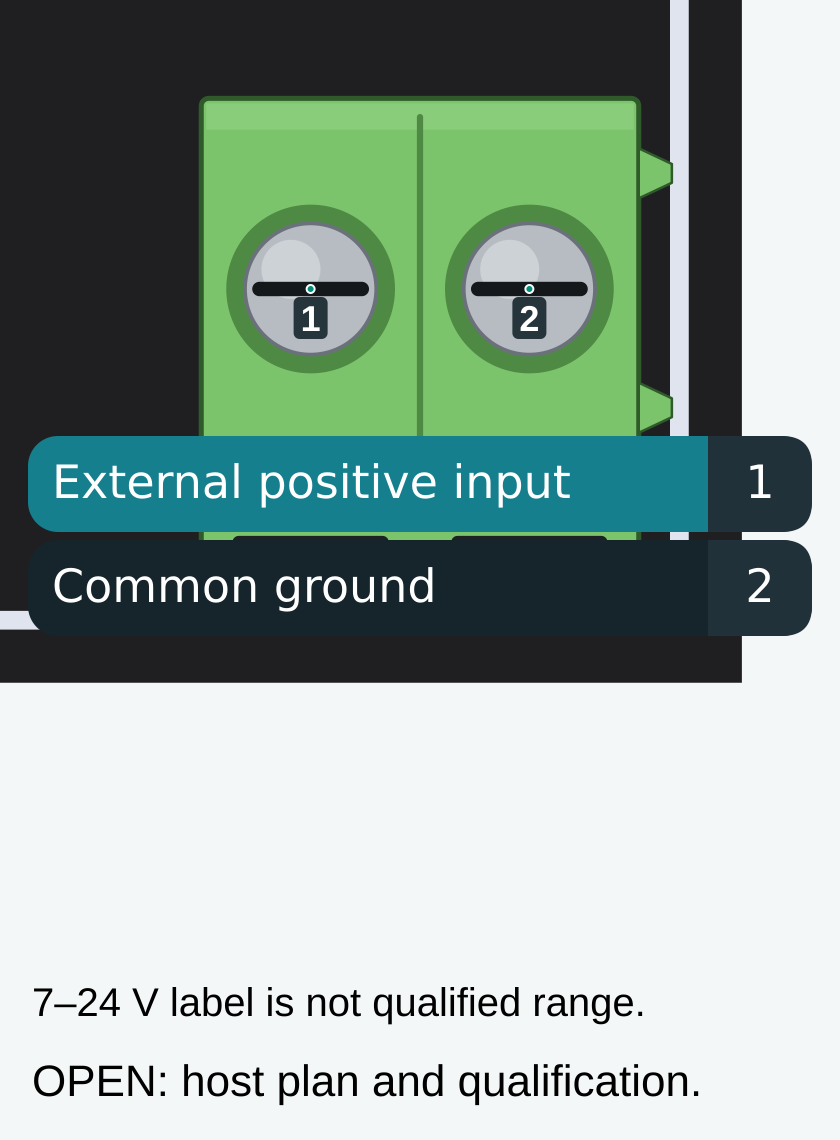 1 2
External positive input 1
Common ground 2
7–24 V label is not qualified range.
OPEN: host plan and qualification.